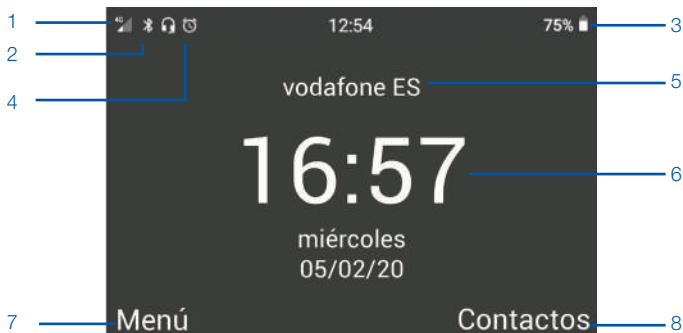 1 4G 12:54 75% 3
2
4
vodafone ES 5
16:57 6
miércoles
05/02/20
7 Menú Contactos 8